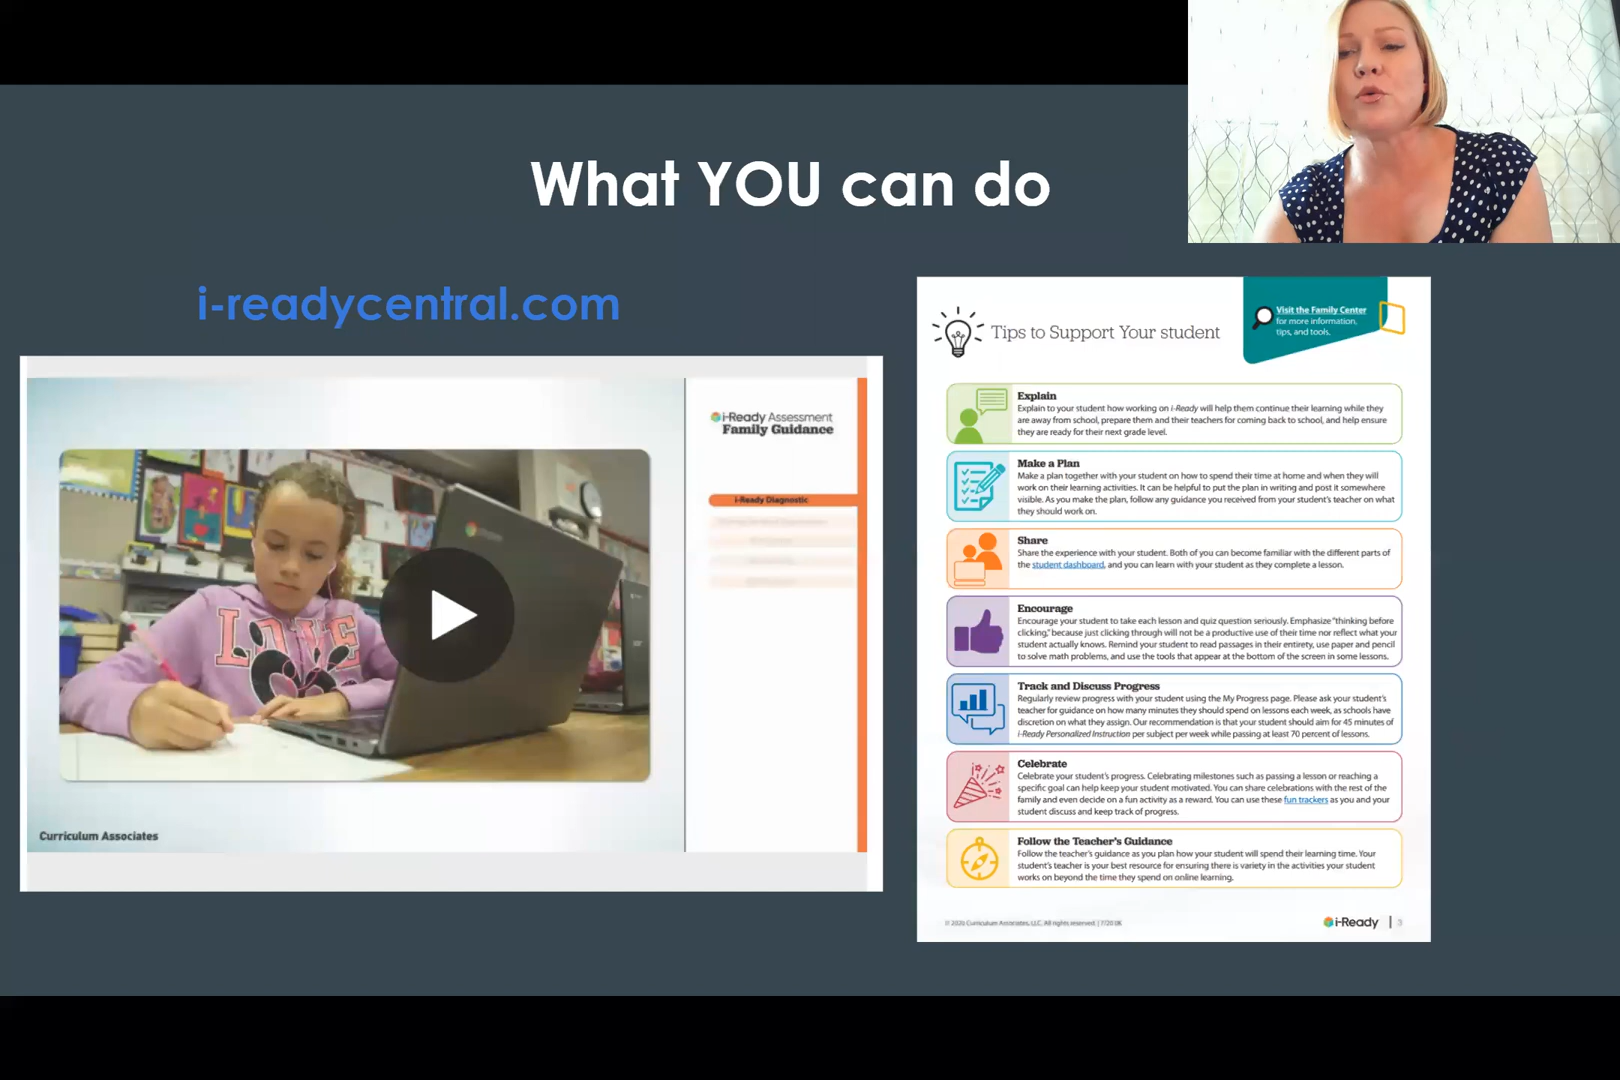 What YOU can do
i-readycentral.com
i-Ready Assessment
Family Guidance
i-Ready Diagnostic
LOVE
Curriculum Associates
Tips to Support Your student
Visit the Family Center
for more information,
tips, and tools.
Explain
Explain to your student how working on i-Ready will help them continue their learning while they
are away from school, prepare them and their teachers for coming back to school, and help ensure
they are ready for their next grade level.
Make a Plan
Make a plan together with your student on how to spend their time at home and when they will
work on their learning activities. It can be helpful to put the plan in writing and post it somewhere
visible. As you make the plan, follow any guidance you received from your student's teacher on what
they should work on.
Share
Share the experience with your student. Both of you can become familiar with the different parts of
the student dashboard, and you can learn with your student as they complete a lesson.
Encourage
Encourage your student to take each lesson and quiz question seriously. Emphasize "thinking before
clicking," because just clicking through will not be a productive use of their time nor reflect what your
student actually knows. Remind your student to read passages in their entirety, use paper and pencil
to solve math problems, and use the tools that appear at the bottom of the screen in some lessons.
Track and Discuss Progress
Regularly review progress with your student using the My Progress page. Please ask your student's
teacher for guidance on how many minutes they should spend on lessons each week, as schools have
discretion on what they assign. Our recommendation is that your student should aim for 45 minutes of
i-Ready Personalized Instruction per subject per week while passing at least 70 percent of lessons.
Celebrate
Celebrate your student's progress. Celebrating milestones such as passing a lesson or reaching a
specific goal can help keep your student motivated. You can share celebrations with the rest of the
family and even decide on a fun activity as a reward. You can use these fun trackers as you and your
student discuss and keep track of progress.
Follow the Teacher's Guidance
Follow the teacher's guidance as you plan how your student will spend their learning time. Your
student's teacher is your best resource for ensuring there is variety in the activities your student
works on beyond the time they spend on online learning.
© 2020 Curriculum Associates, LLC. All rights reserved. | 7/20 0K
i-Ready | 3